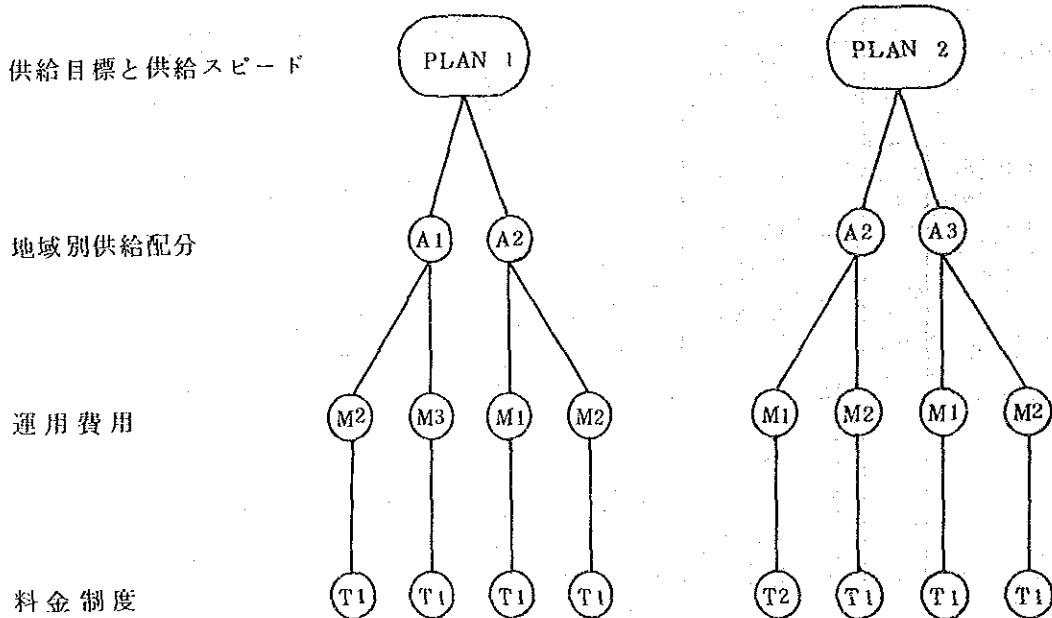 供給目標と供給スピード PLAN 1 PLAN 2
地域別供給配分 A1 A2 A2 A3
運用費用 M2 M3 M1 M2 M1 M2 M1 M2
料金制度 T1 T1 T1 T1 T2 T1 T1 T1